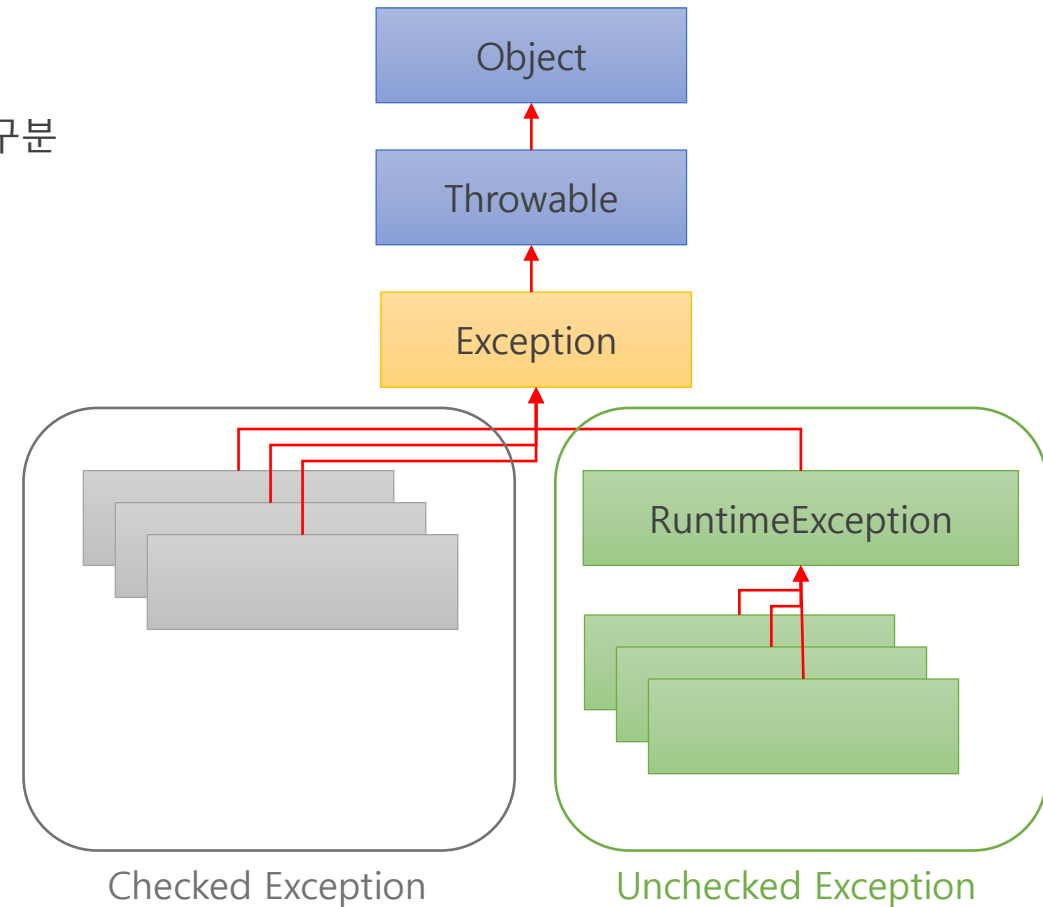 Object
구분
Throwable
Exception
RuntimeException
Checked Exception
Unchecked Exception